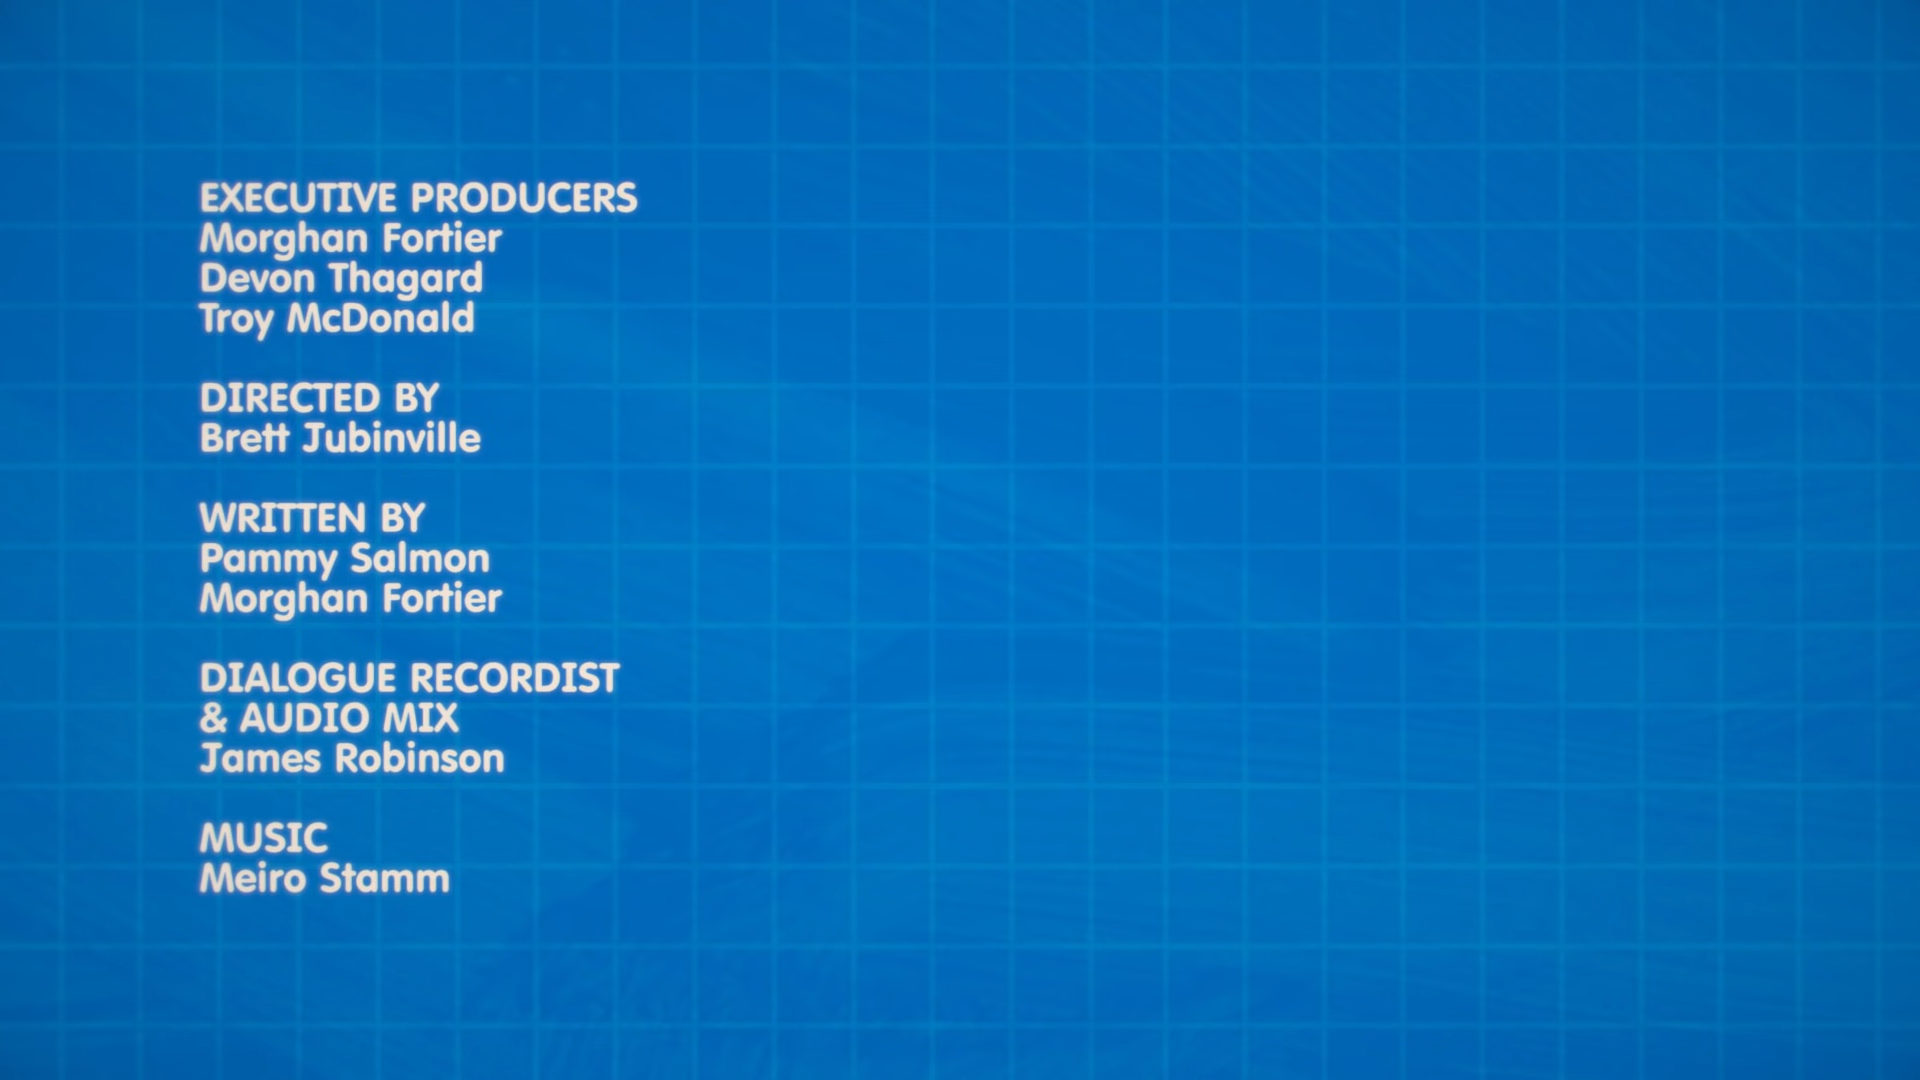 EXECUTIVE PRODUCERS
Morghan Fortier
Devon Thagard
Troy McDonald
DIRECTED BY
Brett Jubinville
WRITTEN BY
Pammy Salmon
Morghan Fortier
DIALOGUE RECORDIST
& AUDIO MIX
James Robinson
MUSIC
Meiro Stamm